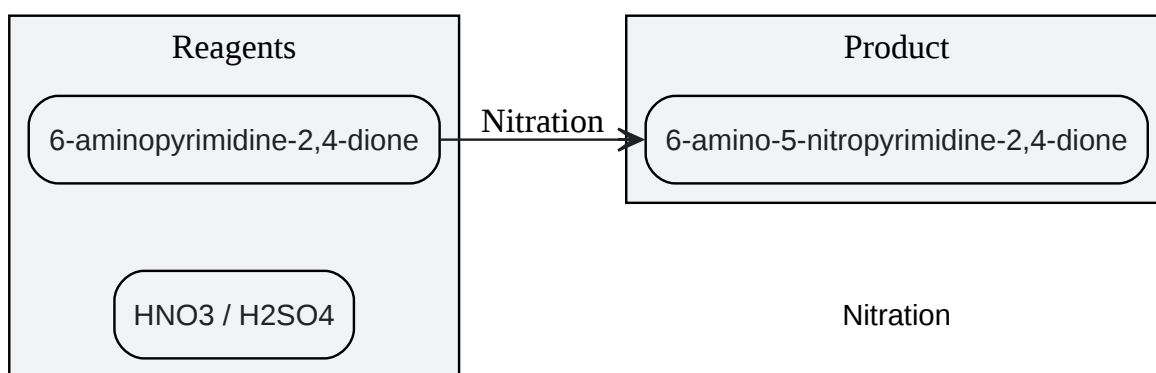 Reagents
6-aminopyrimidine-2,4-dione
HNO3 / H2SO4
Nitration
Product
6-amino-5-nitropyrimidine-2,4-dione
Nitration